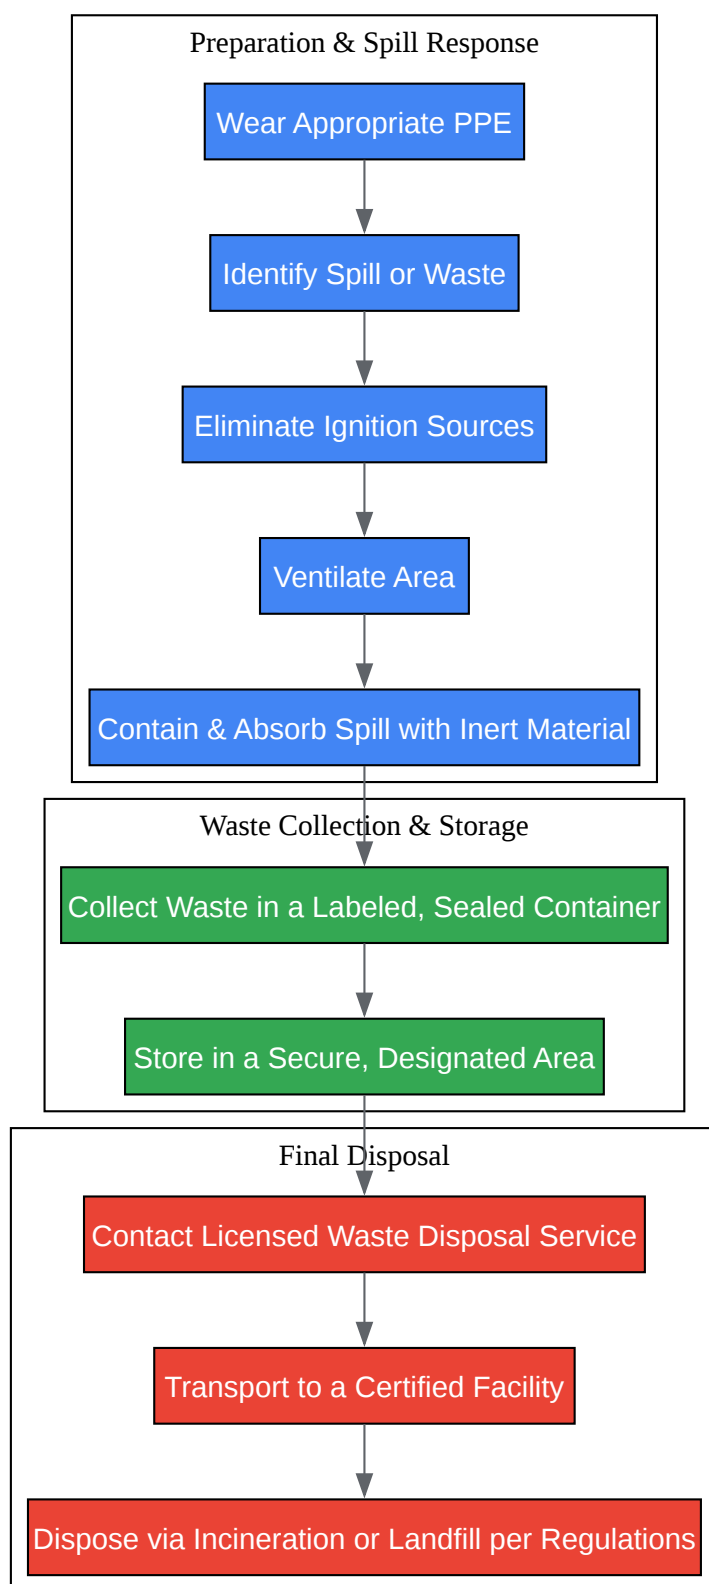 Preparation & Spill Response
Wear Appropriate PPE
Identify Spill or Waste
Eliminate Ignition Sources
Ventilate Area
Contain & Absorb Spill with Inert Material
Waste Collection & Storage
Collect Waste in a Labeled, Sealed Container
Store in a Secure, Designated Area
Final Disposal
Contact Licensed Waste Disposal Service
Transport to a Certified Facility
Dispose via Incineration or Landfill per Regulations